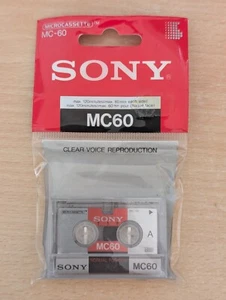 MICROCASSETTE
MC-60
SONY
MC60
CLEAR VOICE REPRODUCTION
SONY
A
MC60
SONY MC60